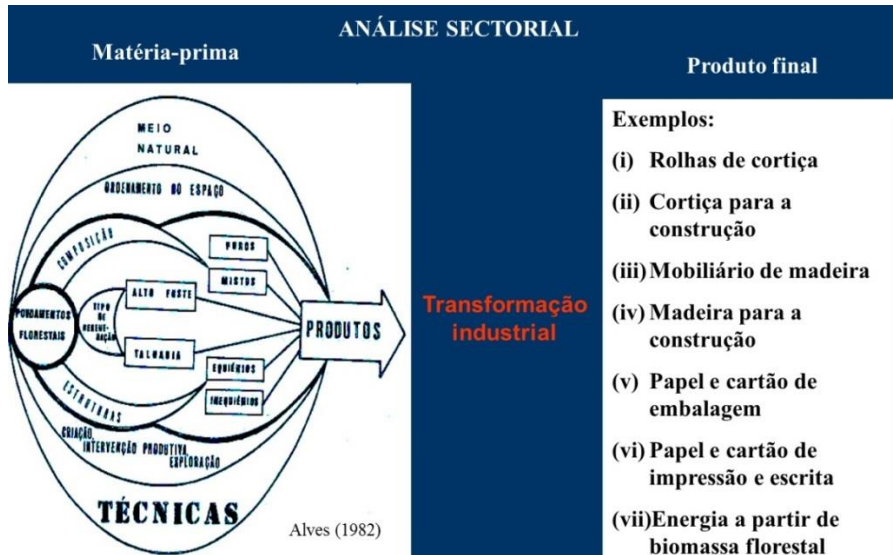 ANÁLISE SECTORIAL
Matéria-prima
Produto final
MEIO
NATURAL
ORDENAMENTO DO ESPAÇO
COMPOSIÇÃO
PUROS
MISTOS
ALTO FUSTE
POVOAMENTOS
FLORESTAIS
TIPO
DE
REGENE-
RAÇÃO
TALHADIA
PRODUTOS
EQUIÉNIOS
INEQUIÉNIOS
ESTRUTURAS
CRIAÇÃO,
INTERVENÇÃO PRODUTIVA,
EXPLORAÇÃO
TÉCNICAS
Alves (1982)
Transformação
industrial
Exemplos:
(i) Rolhas de cortiça
(ii) Cortiça para a
construção
(iii) Mobiliário de madeira
(iv) Madeira para a
construção
(v) Papel e cartão de
embalagem
(vi) Papel e cartão de
impressão e escrita
(vii)Energia a partir de
biomassa florestal